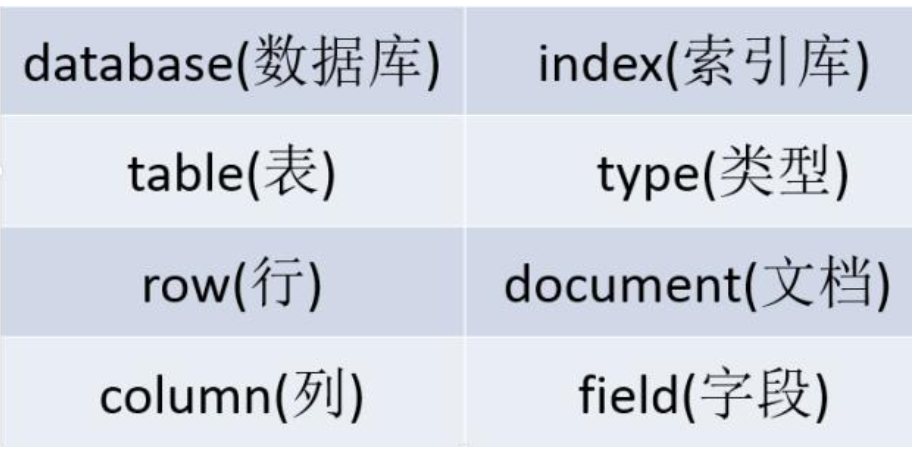 database(数据库) index(索引库)
table(表) type(类型)
row(行) document(文档)
column(列) field(字段)